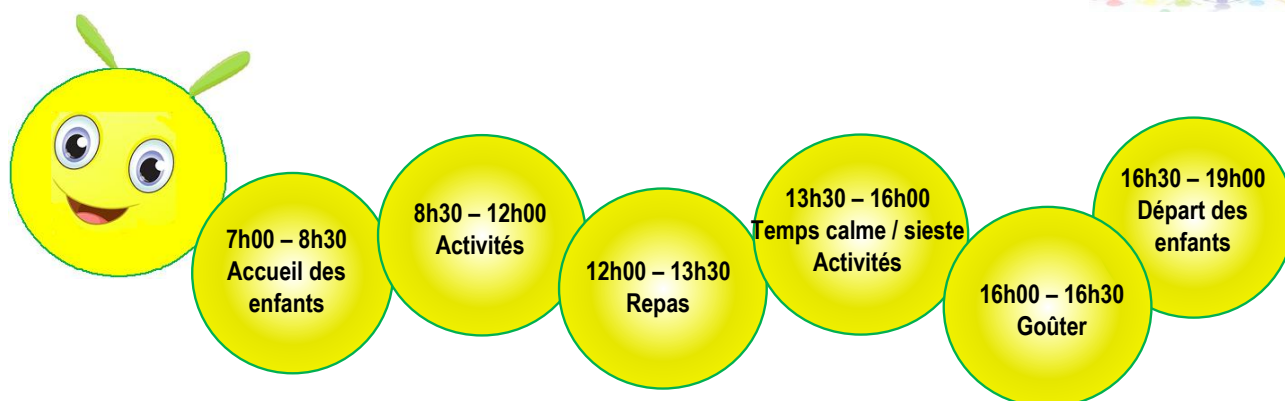 7h00 – 8h30
Accueil des
enfants
8h30 – 12h00
Activités
12h00 – 13h30
Repas
13h30 – 16h00
Temps calme / sieste
Activités
16h00 – 16h30
Goûter
16h30 – 19h00
Départ des
enfants